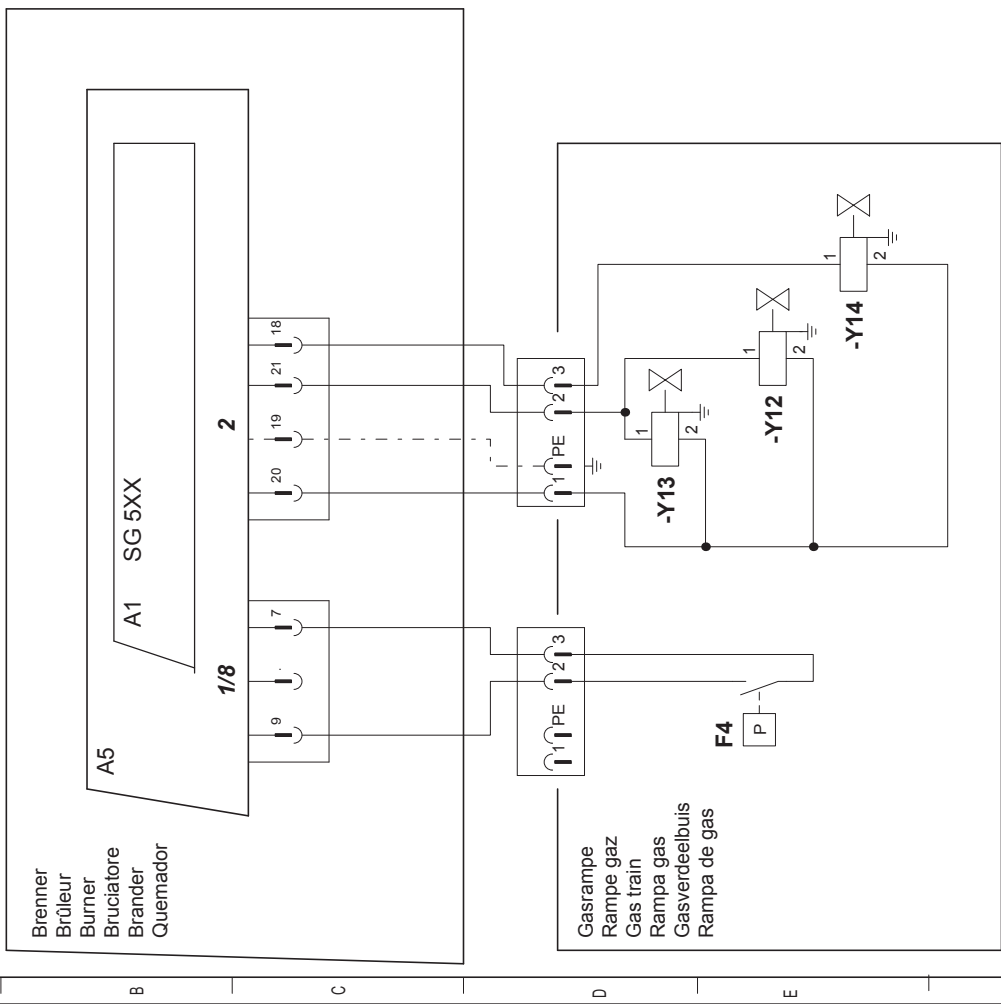 Brenner
Brûleur
Burner
Bruciatore
Brander
Quemador
A5
A1 SG 5XX
1/8
2
9
.
7
20
19
21
18
1
PE
2
3
1
PE
2
3
Gasrampe
Rampe gaz
Gas train
Rampa gas
Gasverdeelbuis
Rampa de gas
F4
P
1
2
-Y13
1
2
-Y12
1
2
-Y14
B
C
D
E